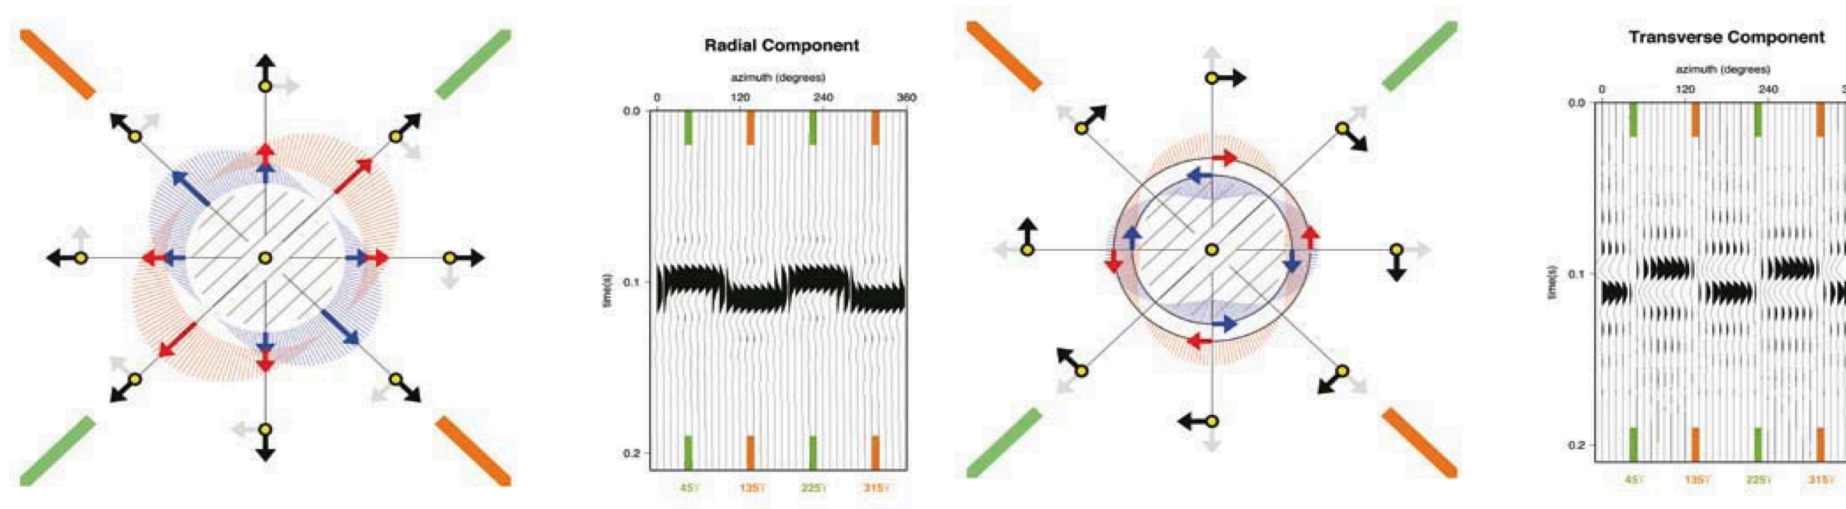 Radial Component
azimuth (degrees)
0 120 240 360
0.0
0.1
0.2
time(s)
45° 135° 225° 315°
Transverse Component
azimuth (degrees)
0 120 240
0.0
0.1
0.2
time(s)
45° 135° 225° 315°